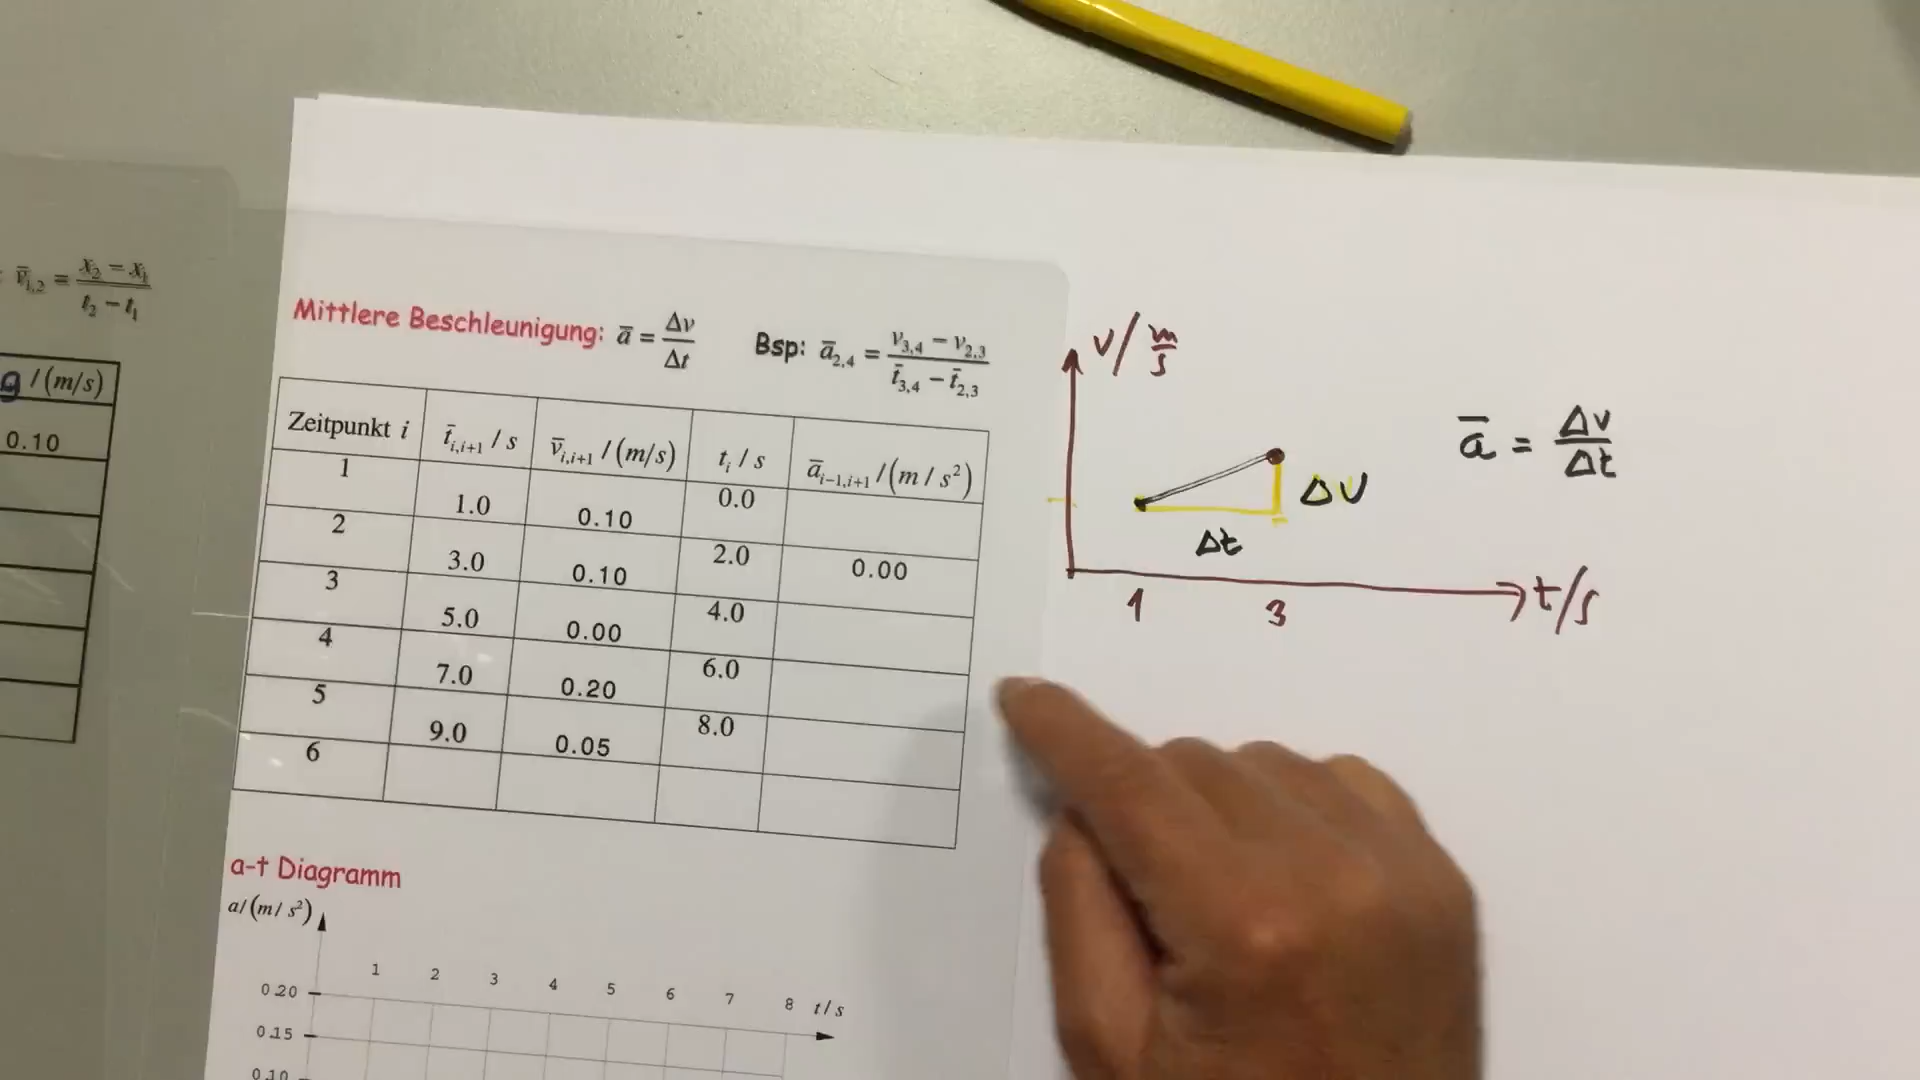 v̄1,2 = (x2 − x1)/(t2 − t1)
g /(m/s)
0.10
Mittlere Beschleunigung: ā = Δv/Δt Bsp: ā2,4 = (v3,4 − v2,3)/(t̄3,4 − t̄2,3)
Zeitpunkt i t̄i,i+1 / s v̄i,i+1 /(m/s) ti / s āi−1,i+1 /(m/s²)
1 0.0
1.0 0.10
2 2.0 0.00
3.0 0.10
3 4.0
5.0 0.00
4 6.0
7.0 0.20
5 8.0
9.0 0.05
6
a-t Diagramm
a/(m/s²)
1 2 3 4 5 6 7 8 t/s
0.20
0.15
0.10
v/ m/s
Δv
Δt
1 3 t/s
ā = Δv/Δt